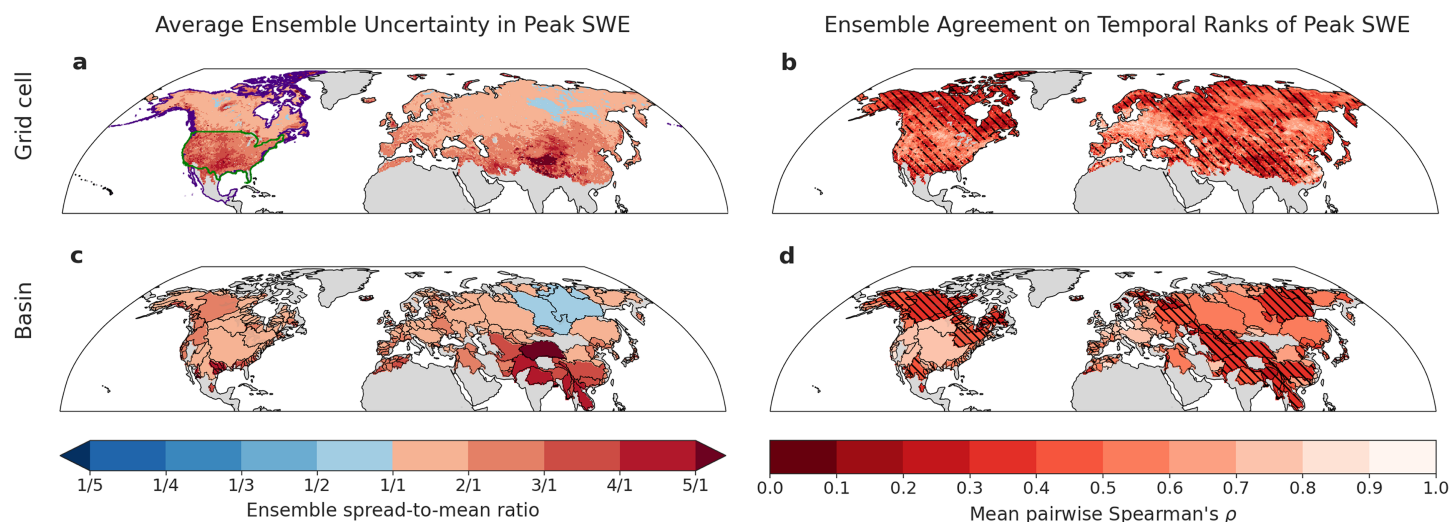 Average Ensemble Uncertainty in Peak SWE
Ensemble Agreement on Temporal Ranks of Peak SWE
a
b
Grid cell
c
d
Basin
1/5 1/4 1/3 1/2 1/1 2/1 3/1 4/1 5/1
Ensemble spread-to-mean ratio
0.0 0.1 0.2 0.3 0.4 0.5 0.6 0.7 0.8 0.9 1.0
Mean pairwise Spearman's ρ